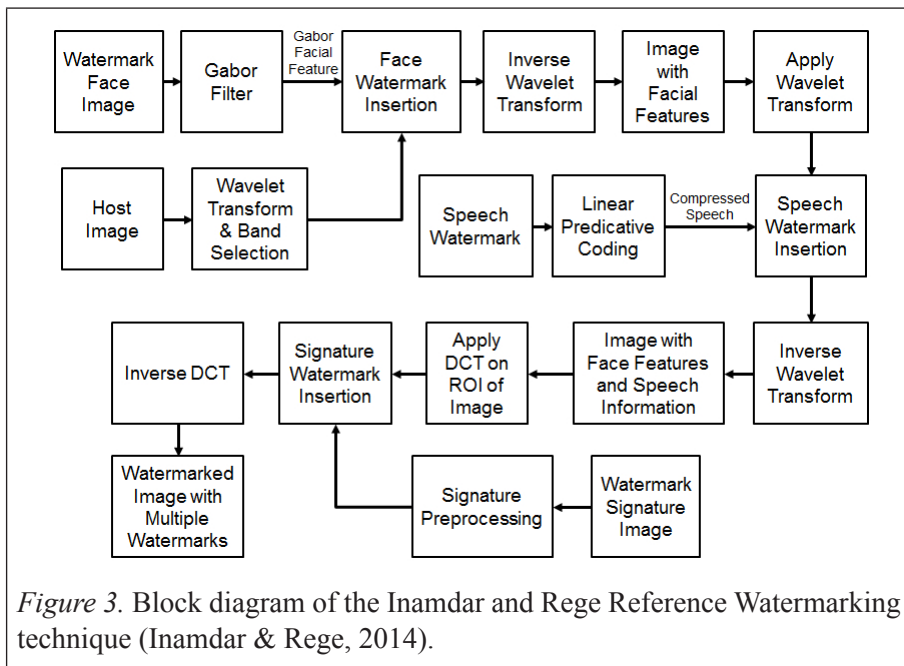 Watermark
Face
Image
Gabor
Filter
Gabor
Facial
Feature
Face
Watermark
Insertion
Inverse
Wavelet
Transform
Image
with
Facial
Features
Apply
Wavelet
Transform
Host
Image
Wavelet
Transform
& Band
Selection
Speech
Watermark
Linear
Predicative
Coding
Compressed
Speech
Speech
Watermark
Insertion
Inverse DCT
Signature
Watermark
Insertion
Apply
DCT on
ROI of
Image
Image with
Face Features
and Speech
Information
Inverse
Wavelet
Transform
Watermarked
Image with
Multiple
Watermarks
Signature
Preprocessing
Watermark
Signature
Image
Figure 3. Block diagram of the Inamdar and Rege Reference Watermarking
technique (Inamdar & Rege, 2014).